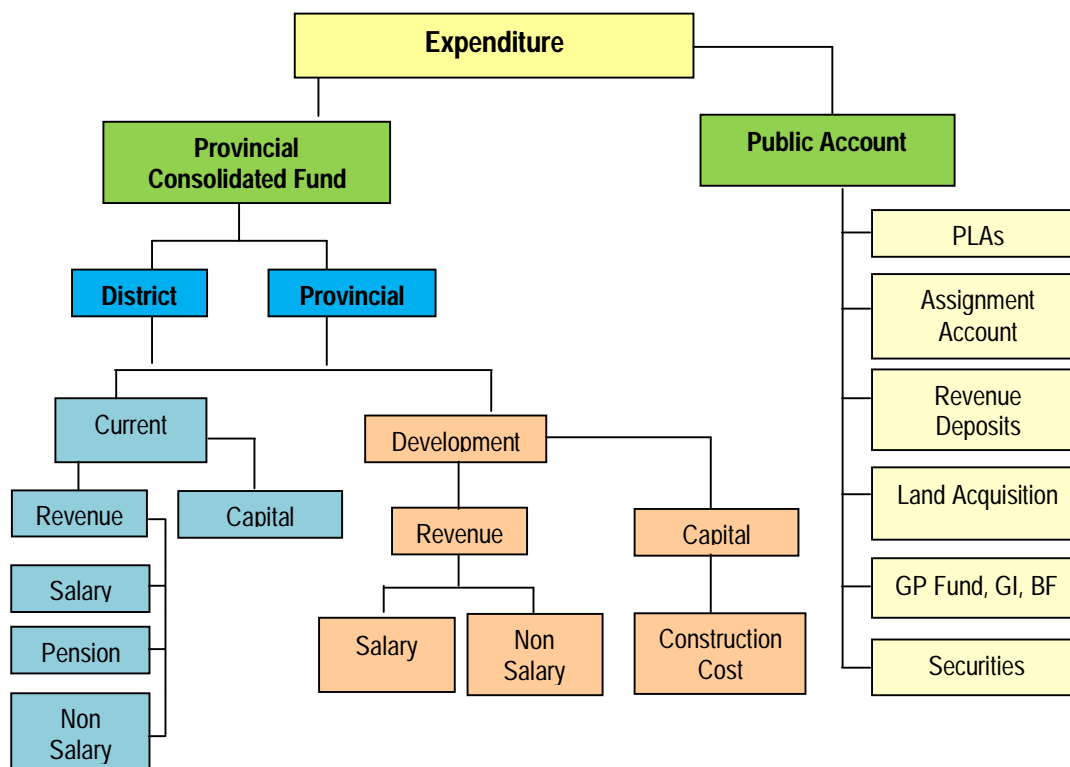 Expenditure
Provincial
Consolidated Fund
Public Account
District
Provincial
PLAs
Assignment
Account
Revenue
Deposits
Land Acquisition
GP Fund, GI, BF
Securities
Current
Development
Revenue
Capital
Revenue
Capital
Salary
Pension
Non
Salary
Salary
Non
Salary
Construction
Cost